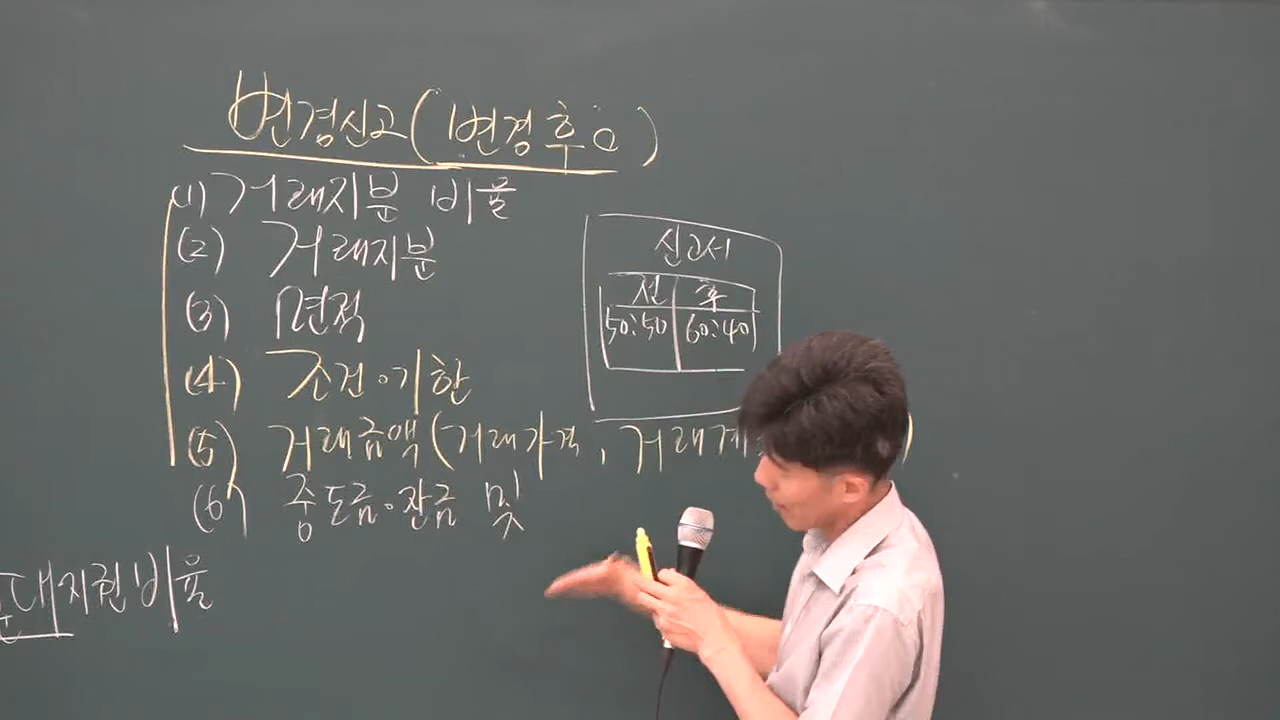 변경신고(변경후ㅇ)
(1) 거래지분 비율
(2) 거래지분
(3) 면적
(4) 조건·기한
(5) 거래금액(거래가격, 거래
(6) 중도금·잔금 및
신고서
전 후
50:50 60:40
대지권비율